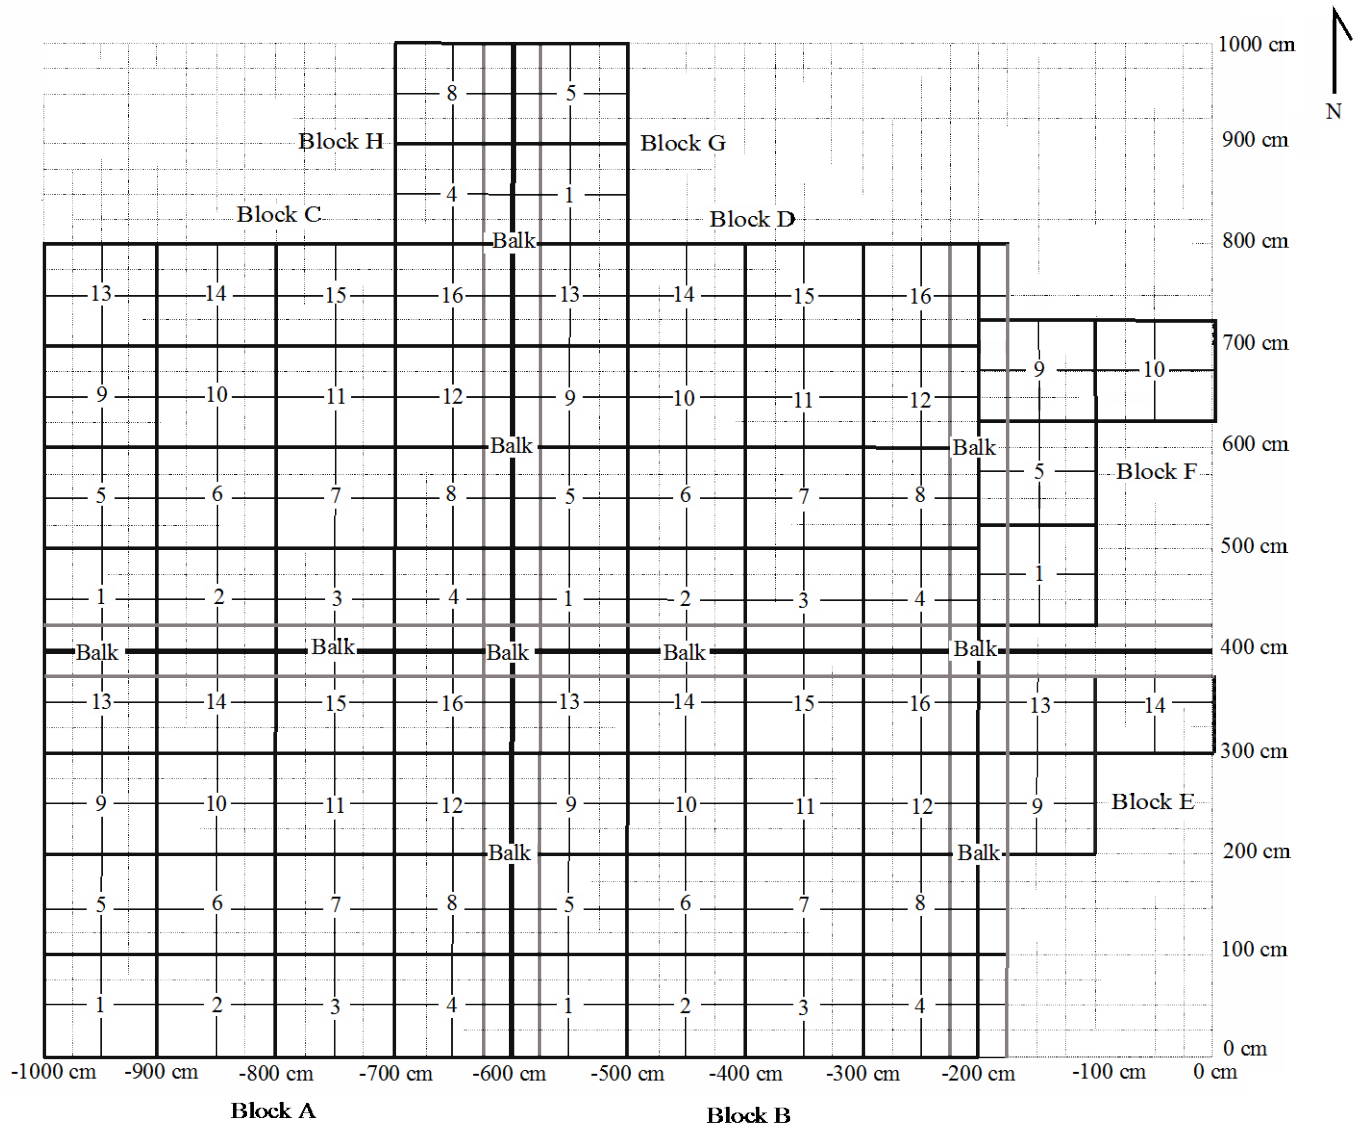 1000 cm
8 5
N
Block H Block G 900 cm
4 1
Block C Block D
Balk 800 cm
13 14 15 16 13 14 15 16
700 cm
9 10
9 10 11 12 9 10 11 12
Balk Balk 600 cm
5 Block F
5 6 7 8 5 6 7 8
500 cm
1
1 2 3 4 1 2 3 4
Balk Balk Balk Balk Balk 400 cm
13 14 15 16 13 14 15 16 13 14
300 cm
9 10 11 12 9 10 11 12 9 Block E
Balk Balk 200 cm
5 6 7 8 5 6 7 8
100 cm
1 2 3 4 1 2 3 4
0 cm
-1000 cm -900 cm -800 cm -700 cm -600 cm -500 cm -400 cm -300 cm -200 cm -100 cm 0 cm
Block A Block B